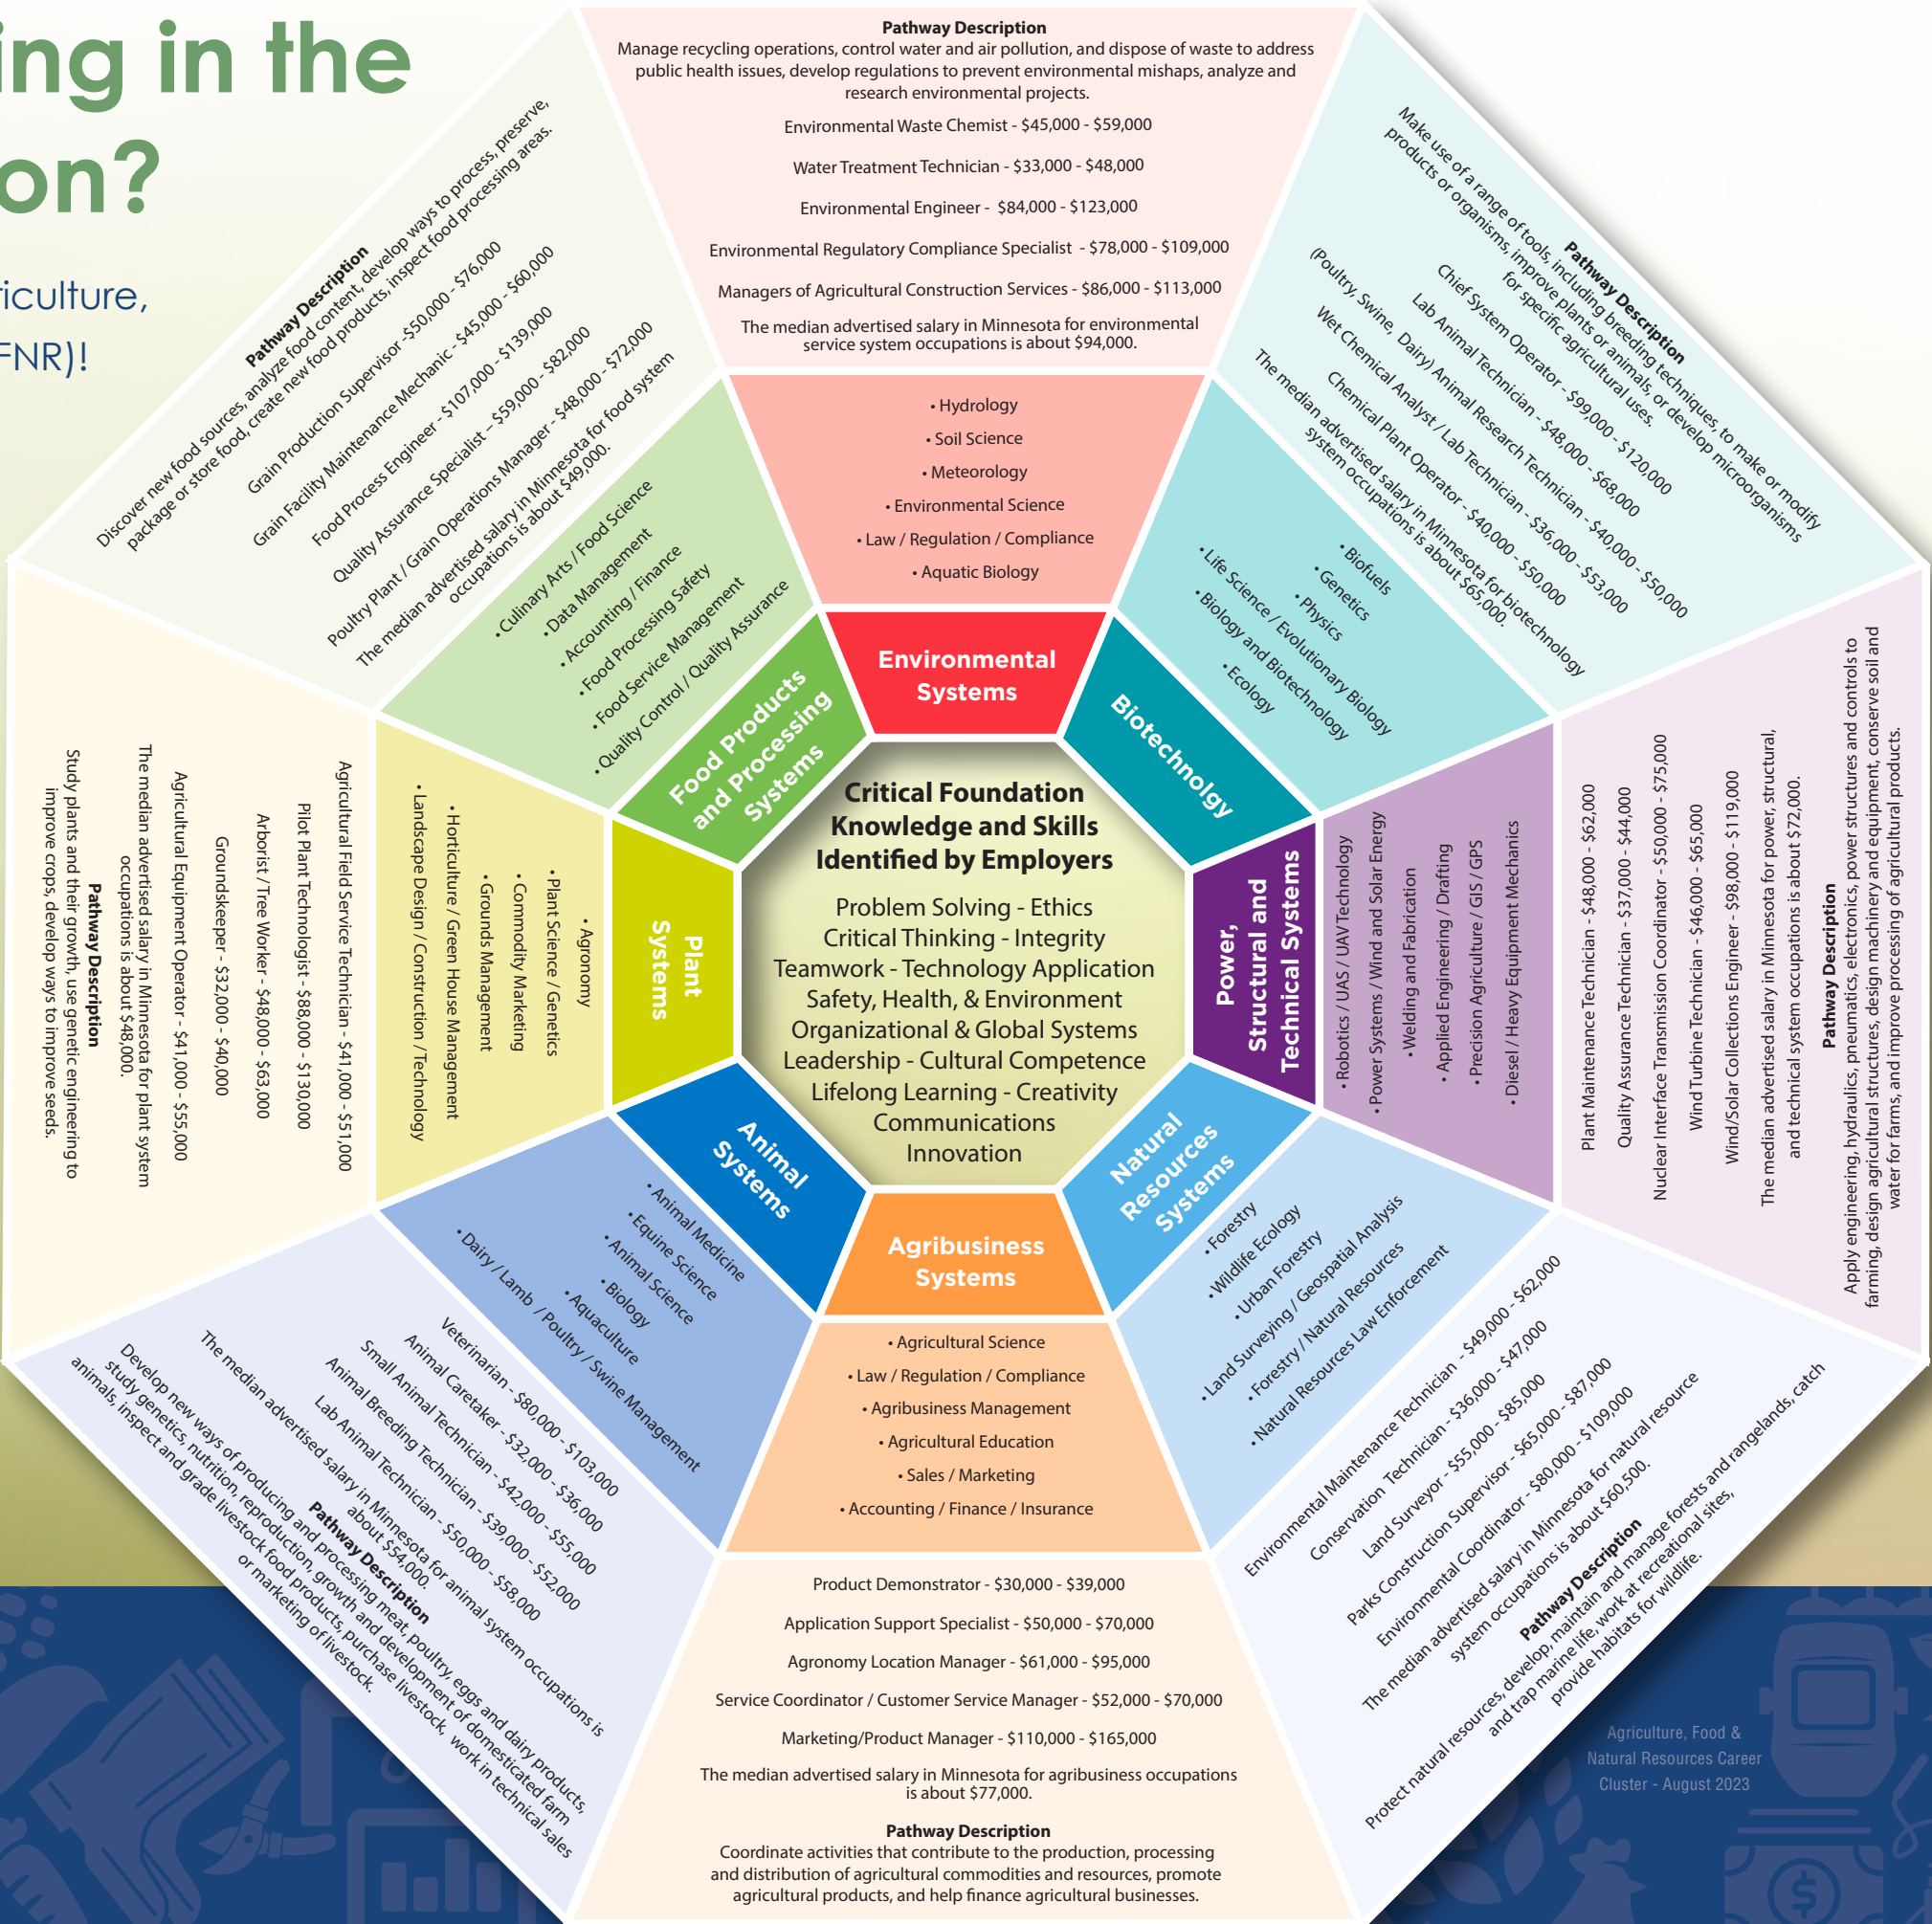 ing in the
on?
riculture,
FNR)!
Pathway Description
Manage recycling operations, control water and air pollution, and dispose of waste to address
public health issues, develop regulations to prevent environmental mishaps, analyze and
research environmental projects.
Environmental Waste Chemist - $45,000 - $59,000
Water Treatment Technician - $33,000 - $48,000
Environmental Engineer -  $84,000 - $123,000
Environmental Regulatory Compliance Specialist  - $78,000 - $109,000
Managers of Agricultural Construction Services - $86,000 - $113,000
The median advertised salary in Minnesota for environmental
service system occupations is about $94,000.
• Hydrology
• Soil Science
• Meteorology
• Environmental Science
• Law / Regulation / Compliance
• Aquatic Biology
Environmental
Systems
Pathway Description
Make use of a range of tools, including breeding techniques, to make or modify
products or organisms, improve plants or animals, or develop microorganisms
for specific agricultural uses.
Chief System Operator - $99,000 - $120,000
Lab Animal Technician - $48,000 - $68,000
(Poultry, Swine,  Dairy) Animal Research Technician - $40,000 - $50,000
Wet Chemical Analyst / Lab Technician - $36,000 - $53,000
Chemical Plant Operator - $40,000 - $50,000
The median advertised salary in Minnesota for biotechnology
system occupations is about $65,000.
• Biofuels
• Genetics
• Physics
• Life Science / Evolutionary Biology
• Biology and Biotechnology
• Ecology
Biotechnolgy
Power,
Structural and
Technical Systems
• Robotics / UAS / UAV Technology
• Power Systems / Wind and Solar Energy
• Welding and Fabrication
• Applied Engineering / Drafting
• Precision Agriculture / GIS / GPS
• Diesel / Heavy Equipment Mechanics
Plant Maintenance Technician - $48,000 - $62,000
Quality Assurance Technician - $37,000 - $44,000
Nuclear Interface Transmission Coordinator - $50,000 - $75,000
Wind Turbine Technician - $46,000 - $65,000
Wind/Solar Collections Engineer - $98,000 - $119,000
The median advertised salary in Minnesota for power, structural,
and technical system occupations is about $72,000.
Pathway Description
Apply engineering, hydraulics, pneumatics, electronics, power structures and controls to
farming, design agricultural structures, design machinery and equipment, conserve soil and
water for farms, and improve processing of agricultural products.
Natural
Resources
Systems
• Forestry
• Wildlife Ecology
• Urban Forestry
• Land Surveying / Geospatial Analysis
• Forestry / Natural Resources
• Natural Resources Law Enforcement
Environmental Maintenance Technician - $49,000 - $62,000
Conservation Technician - $36,000 - $47,000
Land Surveyor - $55,000 - $85,000
Parks Construction Supervisor - $65,000 - $87,000
Environmental Coordinator - $80,000 - $109,000
The median advertised salary in Minnesota for natural resource
system occupations is about $60,500.
Pathway Description
Protect natural resources, develop, maintain and manage forests and rangelands, catch
and trap marine life, work at recreational sites,
provide habitats for wildlife.
Agribusiness
Systems
• Agricultural Science
• Law / Regulation / Compliance
• Agribusiness Management
• Agricultural Education
• Sales / Marketing
• Accounting / Finance / Insurance
Product Demonstrator - $30,000 - $39,000
Application Support Specialist - $50,000 - $70,000
Agronomy Location Manager - $61,000 - $95,000
Service Coordinator / Customer Service Manager - $52,000 - $70,000
Marketing/Product Manager - $110,000 - $165,000
The median advertised salary in Minnesota for agribusiness occupations
is about $77,000.
Pathway Description
Coordinate activities that contribute to the production, processing
and distribution of agricultural commodities and resources, promote
agricultural products, and help finance agricultural businesses.
Animal
Systems
• Animal Medicine
• Equine Science
• Animal Science
• Biology
• Aquaculture
• Dairy / Lamb  / Poultry / Swine Management
Veterinarian - $80,000 - $103,000
Animal Caretaker - $32,000 - $36,000
Small Animal Technician - $42,000 - $55,000
Animal Breeding Technician - $39,000 - $52,000
Lab Animal Technician - $50,000 - $58,000
The median advertised salary in Minnesota for animal system occupations is
about $54,000.
Pathway Description
Develop new ways of producing and processing meat, poultry, eggs and dairy products,
study genetics, nutrition, reproduction, growth and development of domesticated farm
animals, inspect and grade livestock food products, purchase livestock,  work in technical sales
or marketing of livestock.
Plant
Systems
• Agronomy
• Plant Science / Genetics
• Commodity Marketing
• Grounds Management
• Horticulture / Green House Management
• Landscape Design / Construction / Technology
Agricultural Field Service Technician - $41,000 - $51,000
Pilot Plant Technologist - $88,000 - $130,000
Arborist / Tree Worker - $48,000 - $63,000
Groundskeeper - $32,000 - $40,000
Agricultural Equipment Operator - $41,000 - $55,000
The median advertised salary in Minnesota for plant system
occupations is about $48,000.
Pathway Description
Study plants and their growth, use genetic engineering to
improve crops, develop ways to improve seeds.
Pathway Description
Discover new food sources, analyze food content, develop ways to process, preserve,
package or store food, create new food products, inspect food processing areas.
Grain Production Supervisor -$50,000 - $76,000
Grain Facility Maintenance Mechanic - $45,000 - $60,000
Food Process Engineer - $107,000 - $139,000
Quality Assurance Specialist – $59,000 - $82,000
Poultry Plant / Grain Operations Manager - $48,000 - $72,000
The median advertised salary in Minnesota for food system
occupations is about $49,000.
• Culinary Arts / Food Science
• Data Management
• Accounting / Finance
• Food Processing Safety
• Food Service Management
• Quality Control / Quality Assurance
Food Products
and Processing
Systems
Critical Foundation
Knowledge and Skills
Identified by Employers
Problem Solving - Ethics
Critical Thinking - Integrity
Teamwork - Technology Application
Safety, Health, & Environment
Organizational & Global Systems
Leadership - Cultural Competence
Lifelong Learning - Creativity
Communications
Innovation
Agriculture, Food &
Natural Resources Career
Cluster - August 2023
$